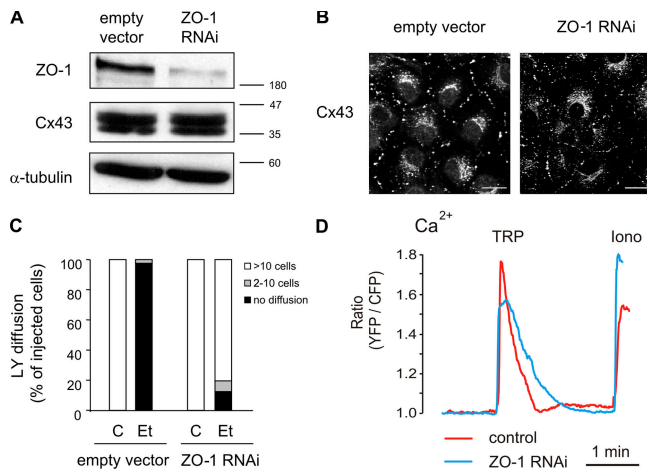 A
empty vector
ZO-1 RNAi
ZO-1
180
Cx43
47
35
α-tubulin
60
B
empty vector
ZO-1 RNAi
Cx43
C
LY diffusion
(% of injected cells)
100
80
60
40
20
0
>10 cells
2-10 cells
no diffusion
C Et C Et
empty vector ZO-1 RNAi
D
Ca2+
TRP
Iono
Ratio
(YFP / CFP)
1.8
1.6
1.4
1.2
1.0
control
ZO-1 RNAi
1 min